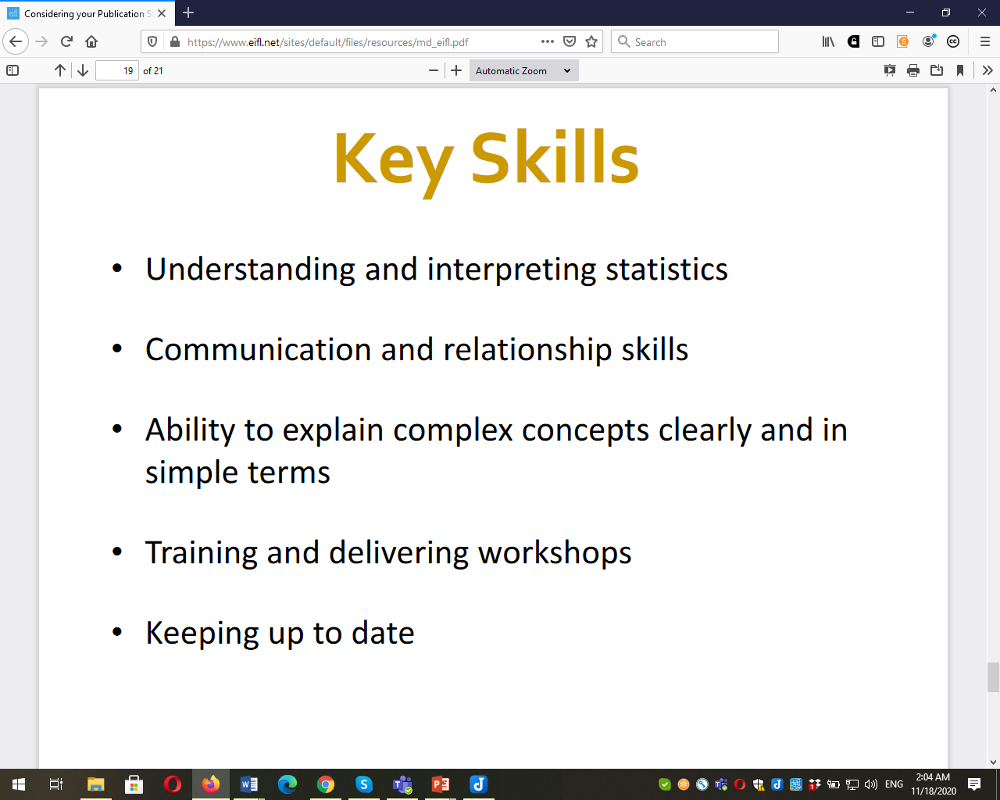 eifl Considering your Publication S
https://www.eifl.net/sites/default/files/resources/md_eifl.pdf
Search
19 of 21
Automatic Zoom
Key Skills
• Understanding and interpreting statistics
• Communication and relationship skills
• Ability to explain complex concepts clearly and in
simple terms
• Training and delivering workshops
• Keeping up to date
ENG
2:04 AM
11/18/2020